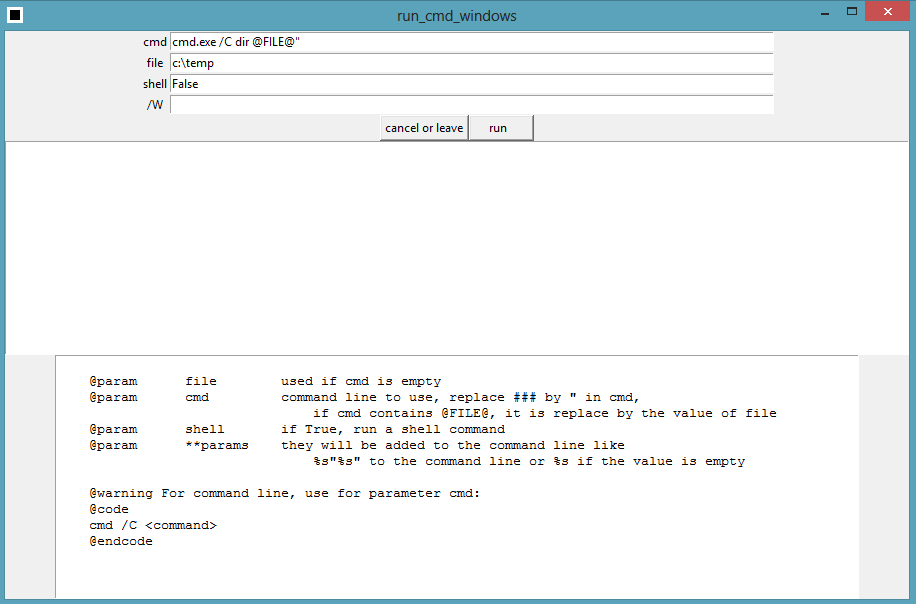 run_cmd_windows
cmd cmd.exe /C dir @FILE@"
file c:\temp
shell False
/W
cancel or leave run
@param file used if cmd is empty
@param cmd command line to use, replace ### by " in cmd,
if cmd contains @FILE@, it is replace by the value of file
@param shell if True, run a shell command
@param **params they will be added to the command line like
%s"%s" to the command line or %s if the value is empty
@warning For command line, use for parameter cmd:
@code
cmd /C <command>
@endcode